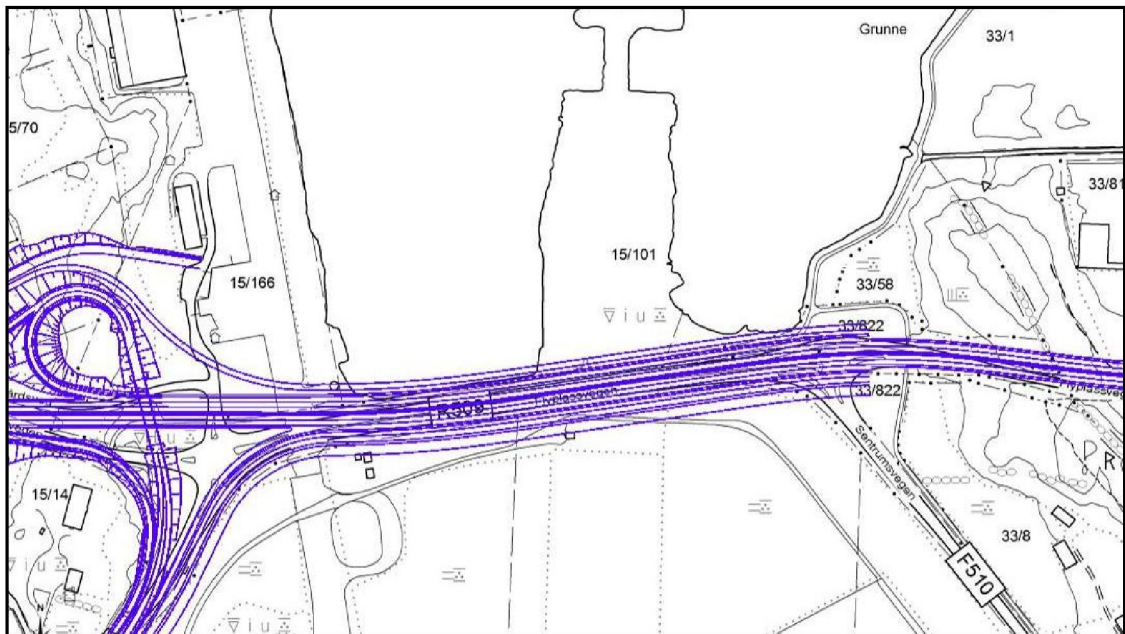 Grunne
33/1
5/70
33/81
15/101
15/166
33/58
▽ i u
33/822
R509
33/822
▽ i u
Sentrumsvegen
15/14
33/8
F510
▽ i u
N